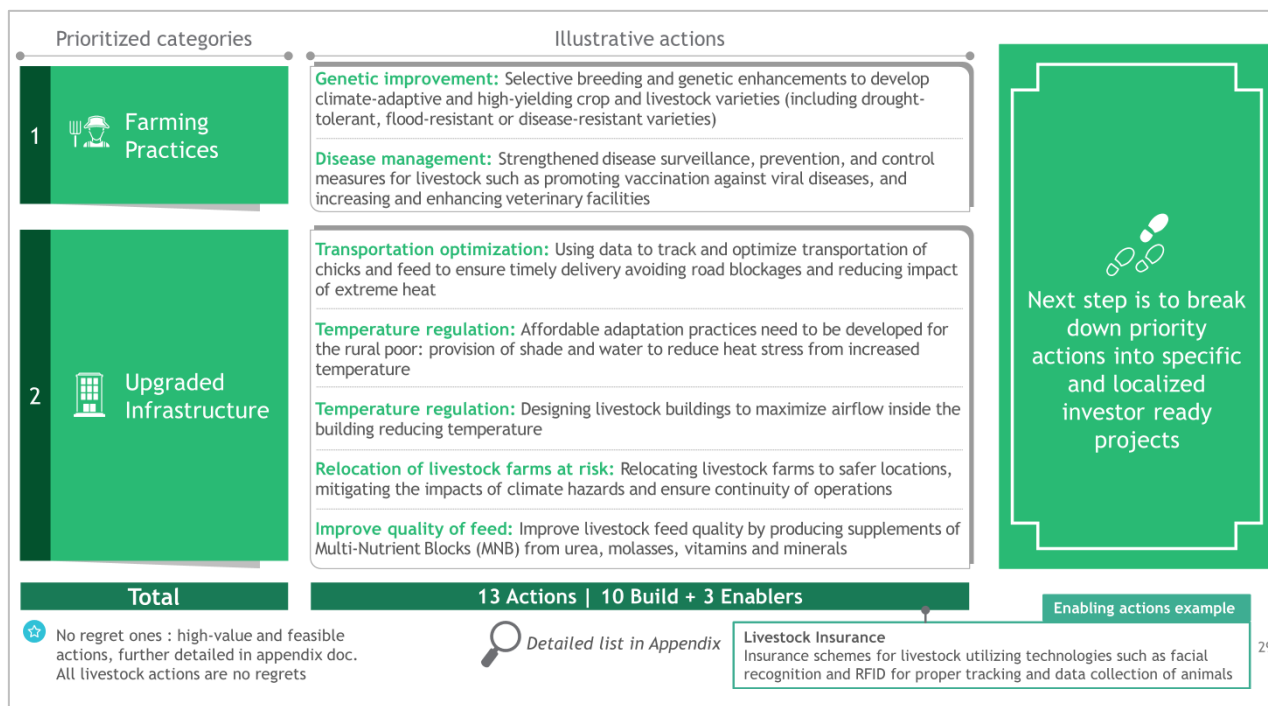 Prioritized categories
Illustrative actions
1
Farming
Practices
Genetic improvement: Selective breeding and genetic enhancements to develop
climate-adaptive and high-yielding crop and livestock varieties (including drought-
tolerant, flood-resistant or disease-resistant varieties)
Disease management: Strengthened disease surveillance, prevention, and control
measures for livestock such as promoting vaccination against viral diseases, and
increasing and enhancing veterinary facilities
2
Upgraded
Infrastructure
Transportation optimization: Using data to track and optimize transportation of
chicks and feed to ensure timely delivery avoiding road blockages and reducing impact
of extreme heat
Temperature regulation: Affordable adaptation practices need to be developed for
the rural poor: provision of shade and water to reduce heat stress from increased
temperature
Temperature regulation: Designing livestock buildings to maximize airflow inside the
building reducing temperature
Relocation of livestock farms at risk: Relocating livestock farms to safer locations,
mitigating the impacts of climate hazards and ensure continuity of operations
Improve quality of feed: Improve livestock feed quality by producing supplements of
Multi-Nutrient Blocks (MNB) from urea, molasses, vitamins and minerals
Next step is to break
down priority
actions into specific
and localized
investor ready
projects
Total
13 Actions | 10 Build + 3 Enablers
No regret ones : high-value and feasible
actions, further detailed in appendix doc.
All livestock actions are no regrets
Detailed list in Appendix
Enabling actions example
Livestock Insurance
Insurance schemes for livestock utilizing technologies such as facial
recognition and RFID for proper tracking and data collection of animals